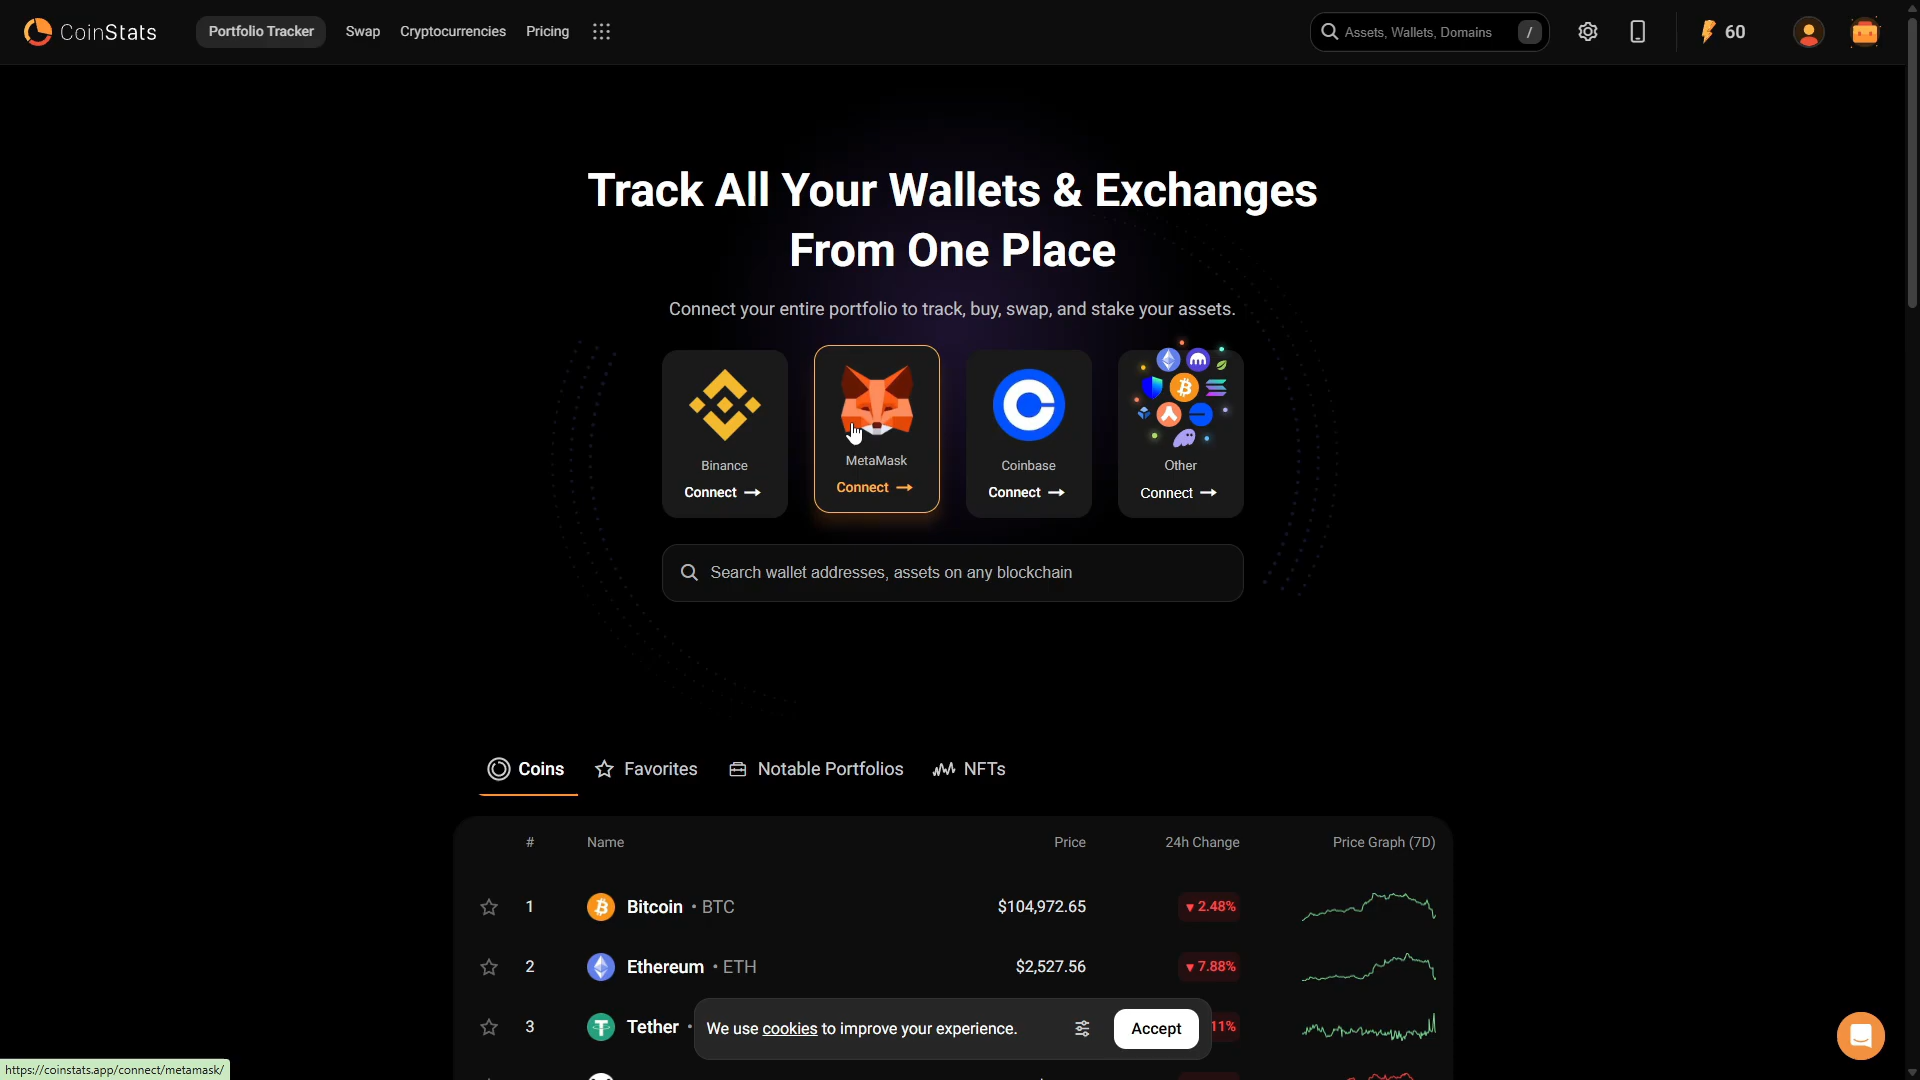 CoinStats
Portfolio Tracker
Swap
Cryptocurrencies
Pricing
Assets, Wallets, Domains
/
60
Track All Your Wallets & Exchanges
From One Place
Connect your entire portfolio to track, buy, swap, and stake your assets.
Binance
Connect →
MetaMask
Connect →
Coinbase
Connect →
Other
Connect →
Search wallet addresses, assets on any blockchain
Coins
Favorites
Notable Portfolios
NFTs
# Name Price 24h Change Price Graph (7D)
1 Bitcoin • BTC $104,972.65 ▼ 2.48%
2 Ethereum • ETH $2,527.56 ▼ 7.88%
3 Tether • 11%
We use cookies to improve your experience.
Accept
https://coinstats.app/connect/metamask/